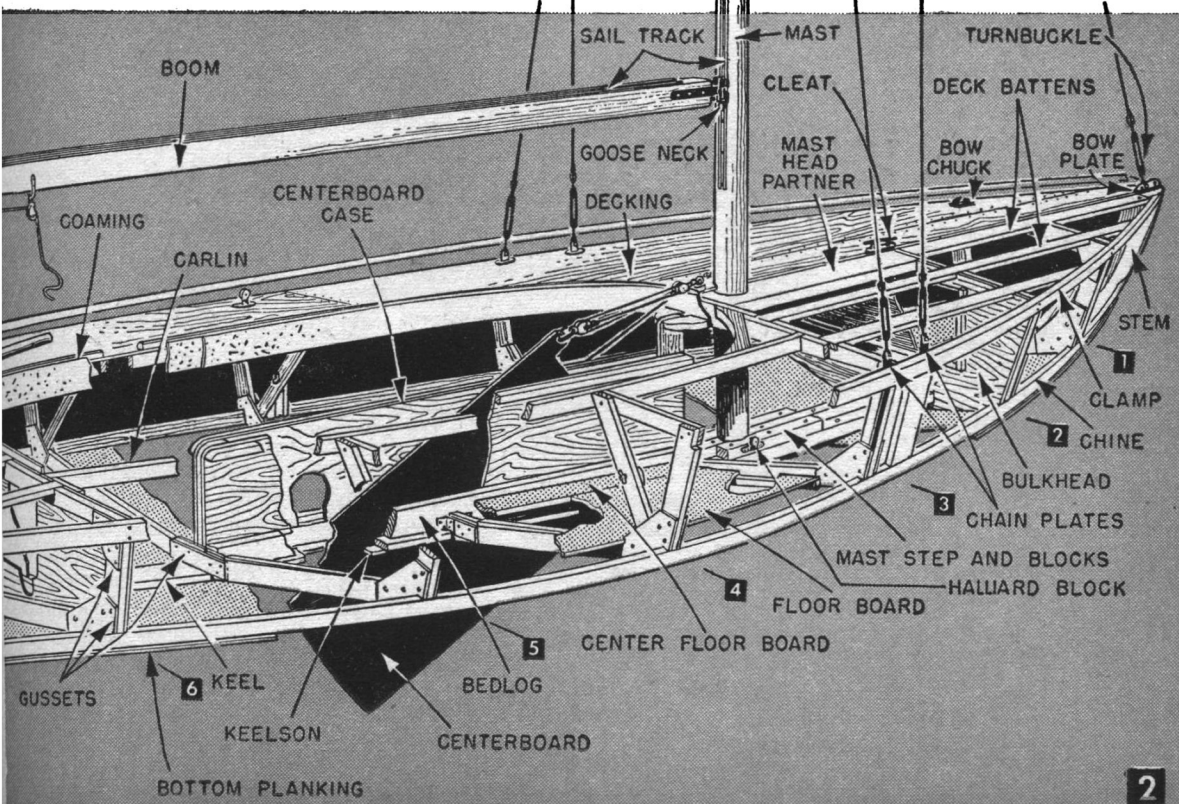 SAIL TRACK
MAST
TURNBUCKLE
BOOM
CLEAT
DECK BATTENS
GOOSE NECK
MAST
HEAD
PARTNER
BOW
CHUCK
BOW
PLATE
CENTERBOARD
CASE
DECKING
COAMING
CARLIN
STEM
1
CLAMP
2
CHINE
BULKHEAD
3
CHAIN PLATES
MAST STEP AND BLOCKS
4
HALLIARD BLOCK
FLOOR BOARD
5
CENTER FLOOR BOARD
6
KEEL
BEDLOG
GUSSETS
KEELSON
CENTERBOARD
BOTTOM PLANKING
2